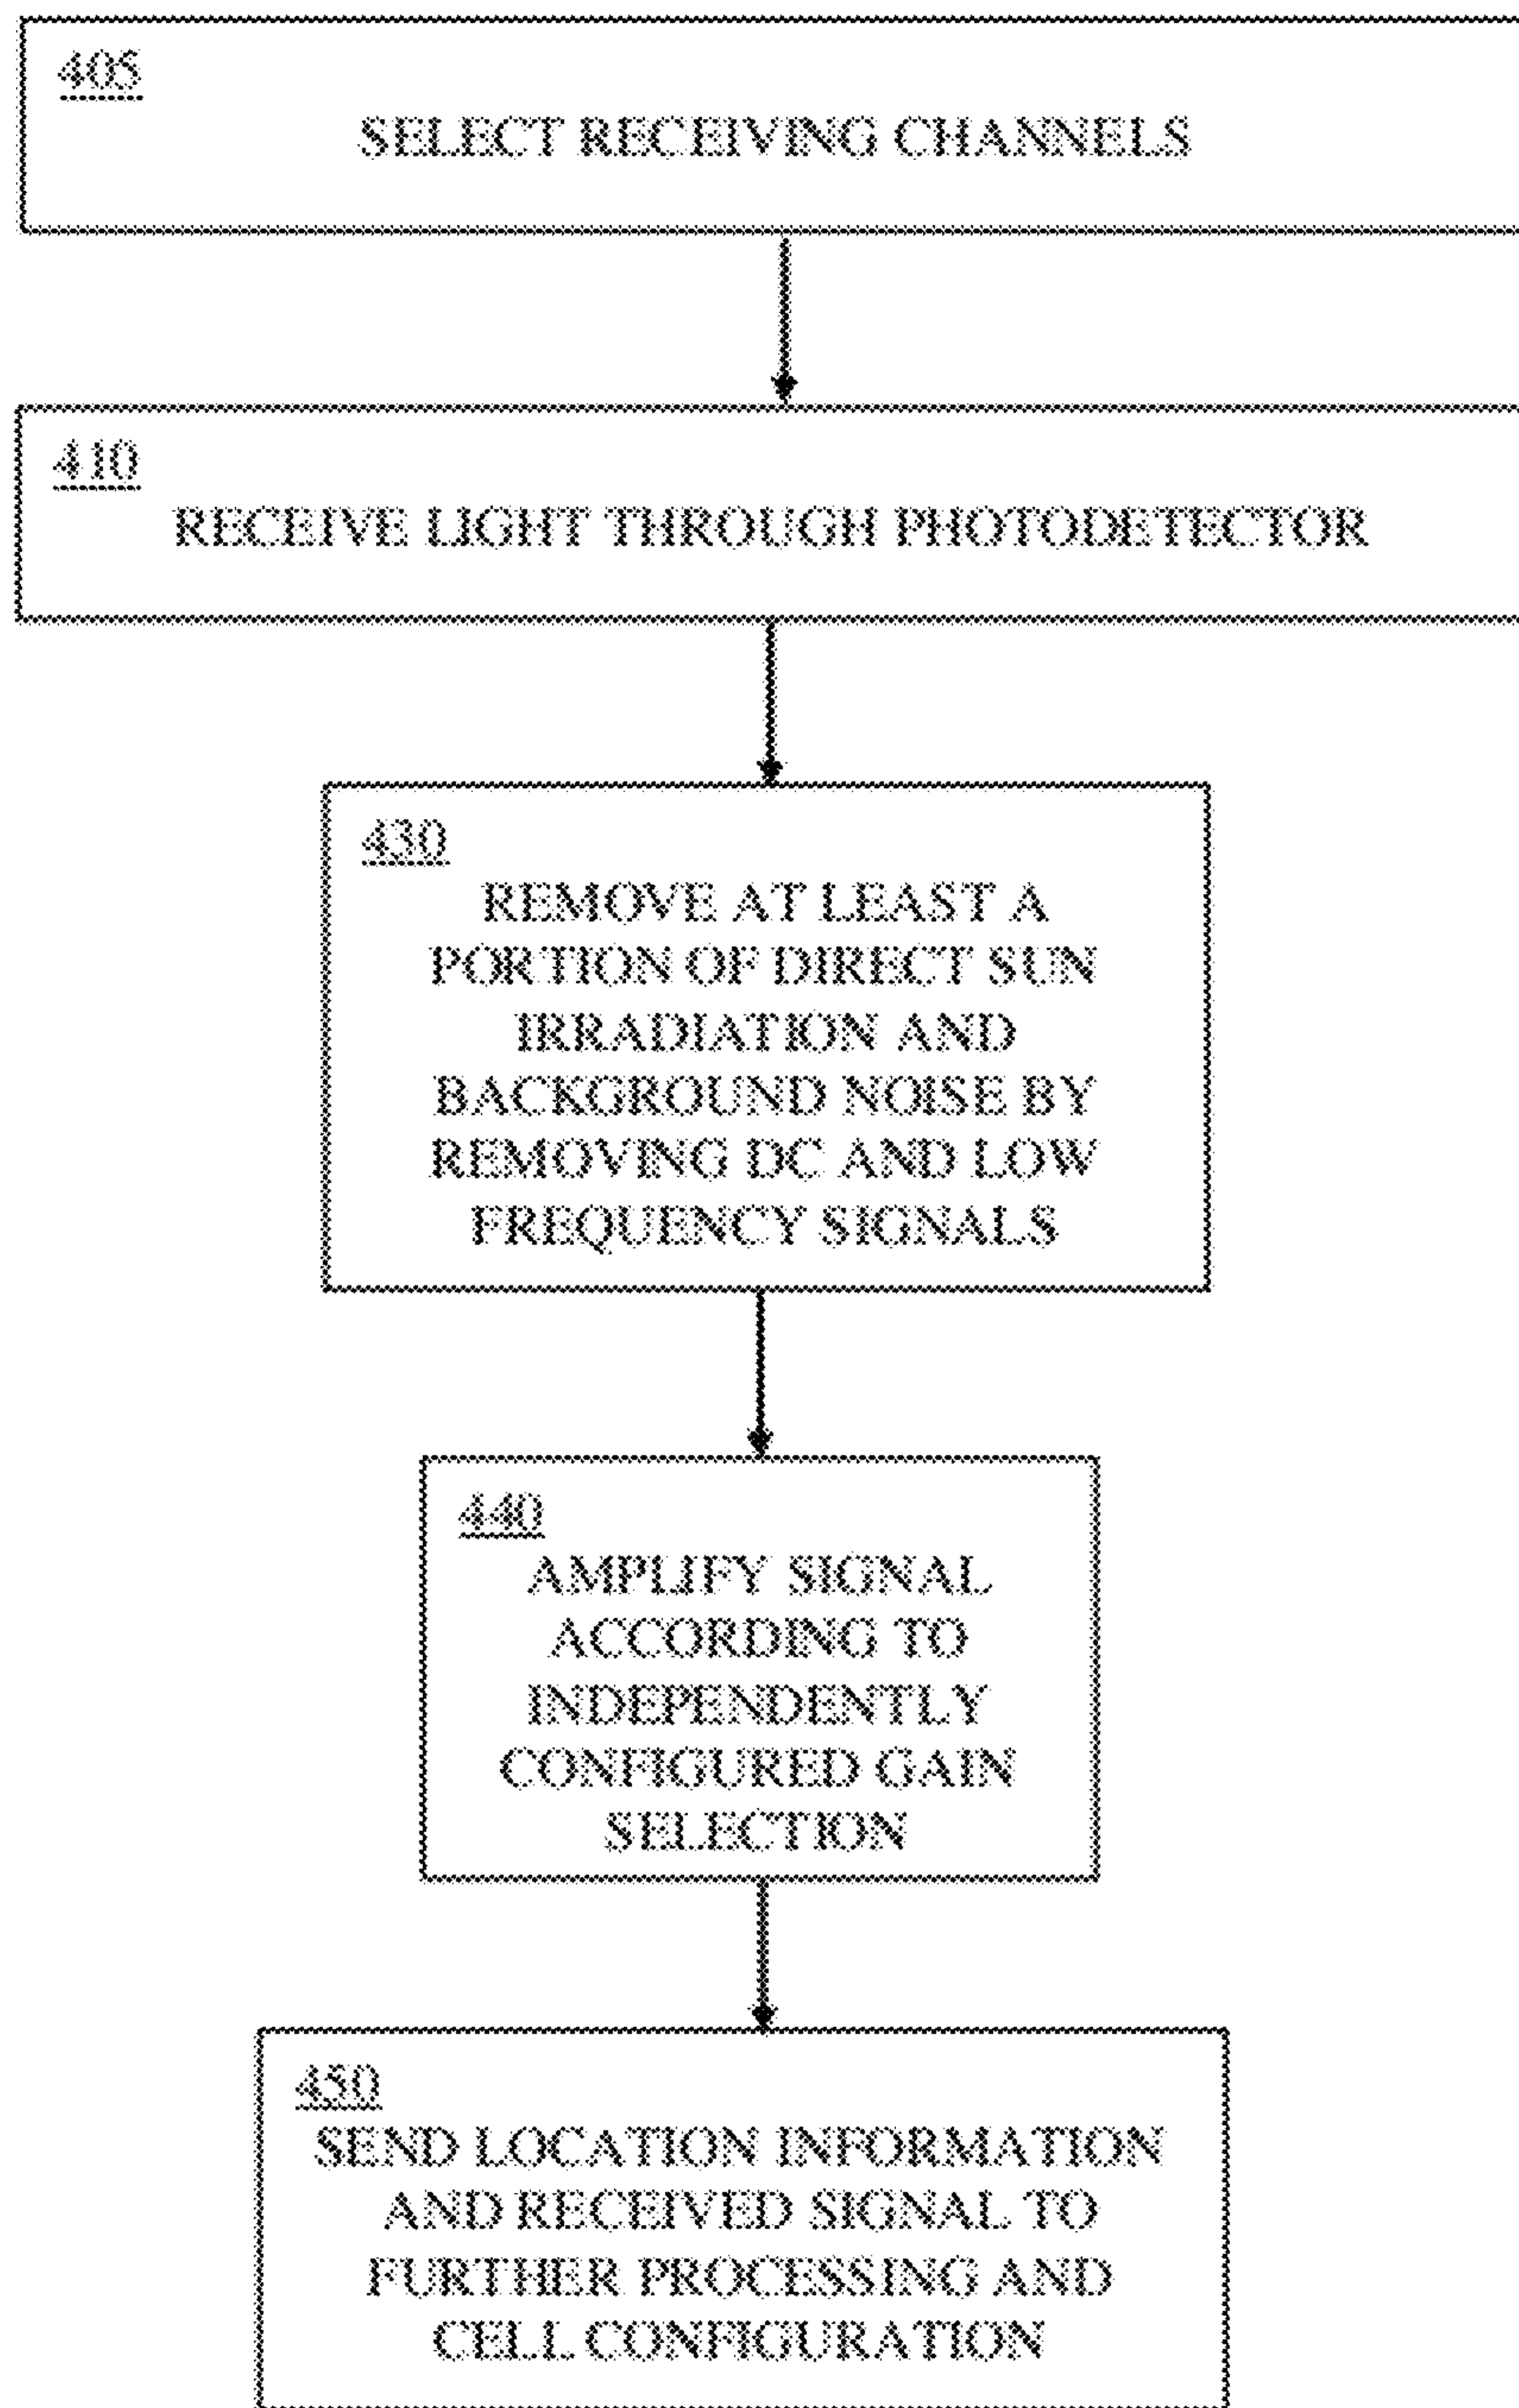 405
SELECT RECEIVING CHANNELS
410
RECEIVE LIGHT THROUGH PHOTODETECTOR
430
REMOVE AT LEAST A
PORTION OF DIRECT SUN
IRRADIATION AND
BACKGROUND NOISE BY
REMOVING DC AND LOW
FREQUENCY SIGNALS
440
AMPLIFY SIGNAL
ACCORDING TO
INDEPENDENTLY
CONFIGURED GAIN
SELECTION
450
SEND LOCATION INFORMATION
AND RECEIVED SIGNAL TO
FURTHER PROCESSING AND
CELL CONFIGURATION